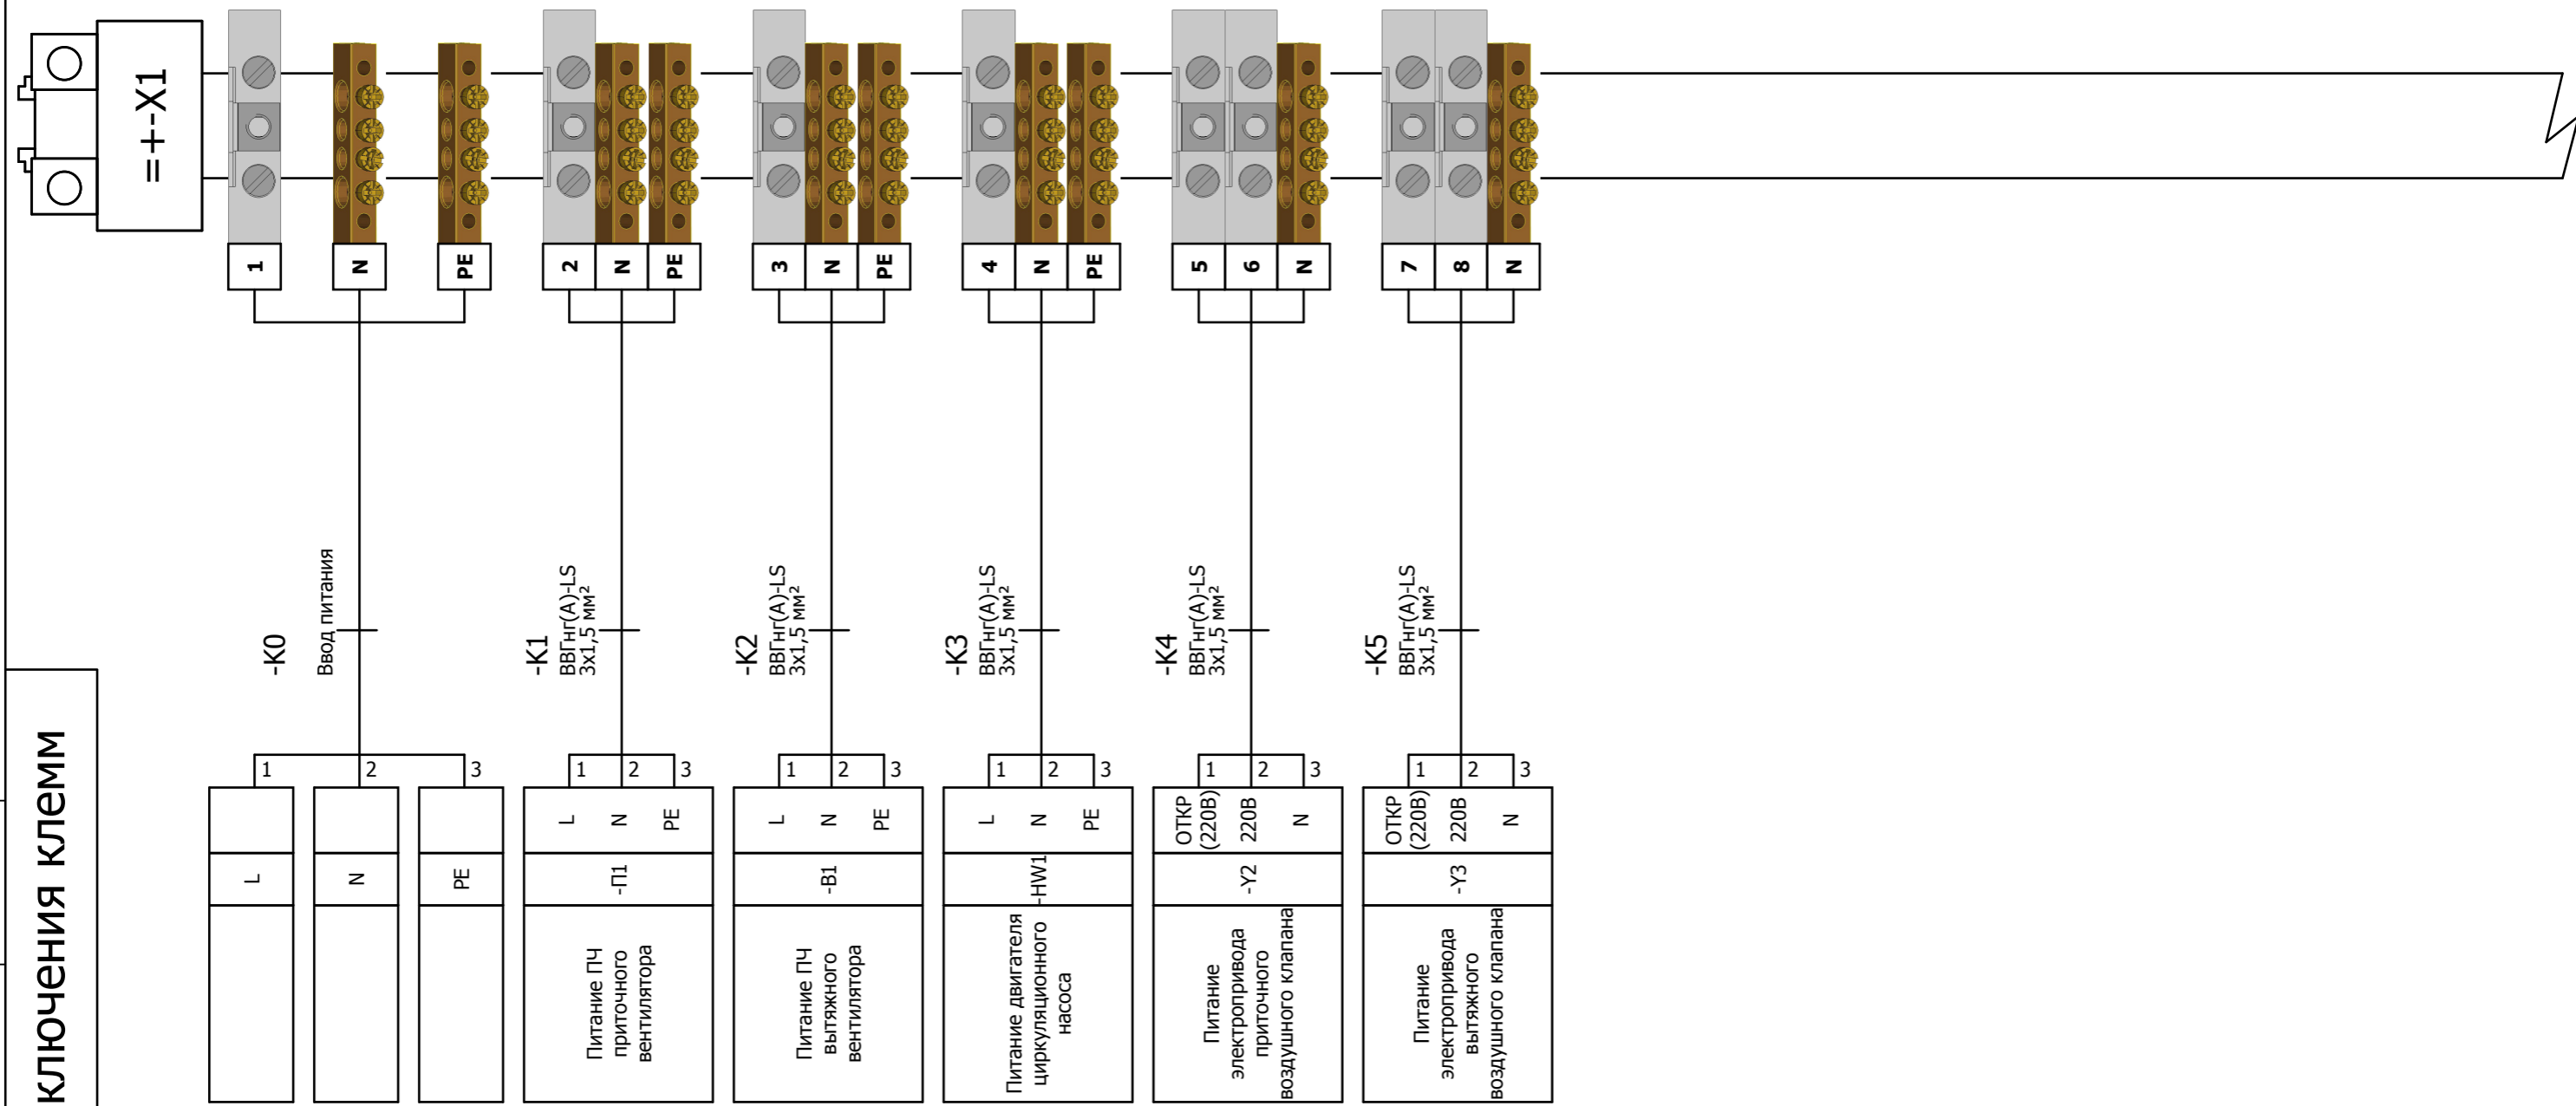 =+-X1
1
N
PE
2
N
PE
3
N
PE
4
N
PE
5
6
N
7
8
N
-K0
Ввод питания
-K1
ВВГнг(А)-LS
3x1,5 мм²
-K2
ВВГнг(А)-LS
3x1,5 мм²
-K3
ВВГнг(А)-LS
3x1,5 мм²
-K4
ВВГнг(А)-LS
3x1,5 мм²
-K5
ВВГнг(А)-LS
3x1,5 мм²
ключения клемм
1
2
3
L
N
PE
1
2
3
L
N
PE
-П1
Питание ПЧ
приточного
вентилятора
1
2
3
L
N
PE
-В1
Питание ПЧ
вытяжного
вентилятора
1
2
3
L
N
PE
-HW1
Питание двигателя
циркуляционного
насоса
1
2
3
ОТКР
(220В)
220В
N
-Y2
Питание
электропривода
приточного
воздушного клапана
1
2
3
ОТКР
(220В)
220В
N
-Y3
Питание
электропривода
вытяжного
воздушного клапана